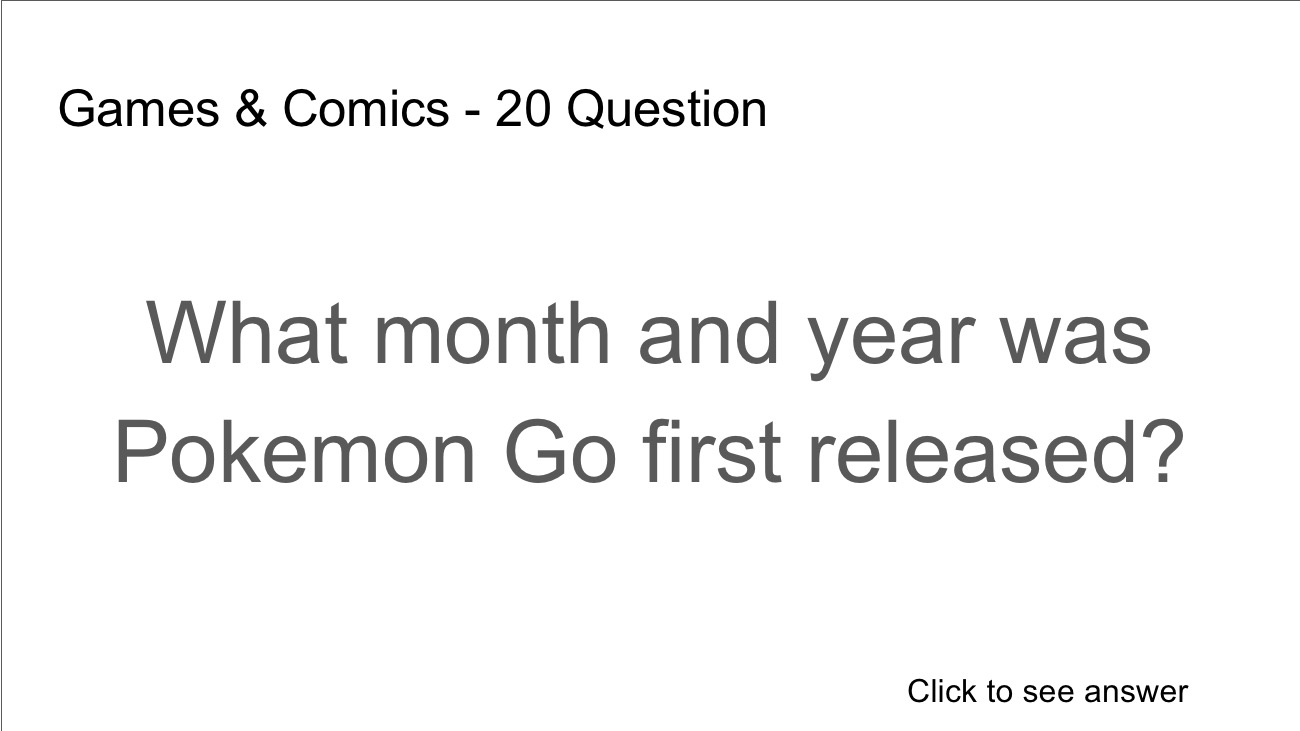 Games & Comics - 20 Question
What month and year was
Pokemon Go first released?
Click to see answer